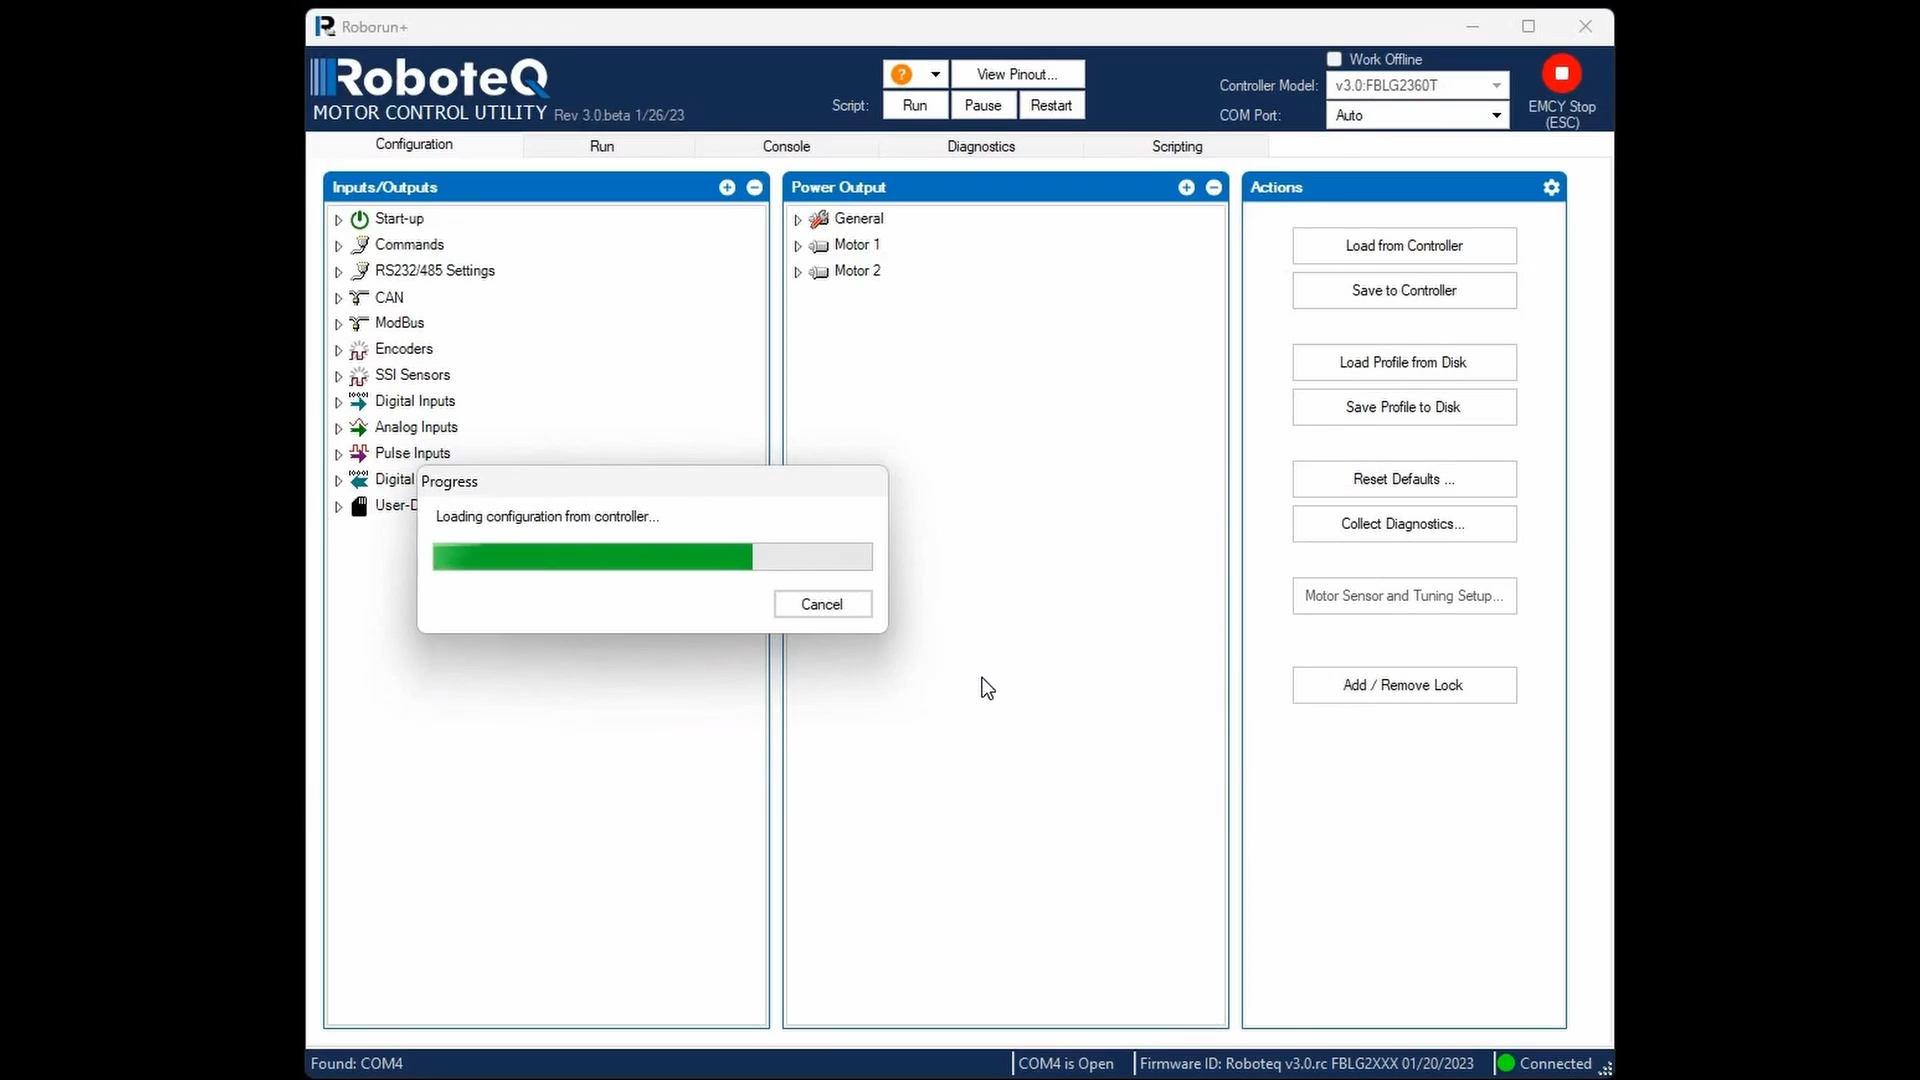 Roborun+
RoboteQ
MOTOR CONTROL UTILITY Rev 3.0.beta 1/26/23
? View Pinout...
Script: Run Pause Restart
Work Offline
Controller Model: v3.0:FBLG2360T
COM Port: Auto
EMCY Stop
(ESC)
Configuration Run Console Diagnostics Scripting
Inputs/Outputs
Start-up
Commands
RS232/485 Settings
CAN
ModBus
Encoders
SSI Sensors
Digital Inputs
Analog Inputs
Pulse Inputs
Digital
User-D
Power Output
General
Motor 1
Motor 2
Progress
Loading configuration from controller...
Cancel
Actions
Load from Controller
Save to Controller
Load Profile from Disk
Save Profile to Disk
Reset Defaults ...
Collect Diagnostics...
Motor Sensor and Tuning Setup...
Add / Remove Lock
Found: COM4 COM4 is Open Firmware ID: Roboteq v3.0.rc FBLG2XXX 01/20/2023 Connected